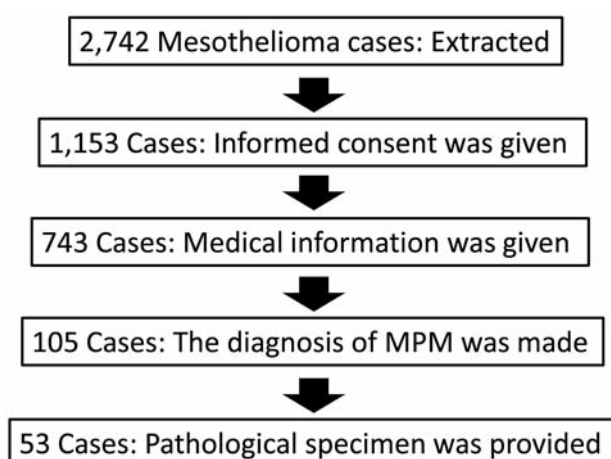 2,742 Mesothelioma cases: Extracted
1,153 Cases: Informed consent was given
743 Cases: Medical information was given
105 Cases: The diagnosis of MPM was made
53 Cases: Pathological specimen was provided